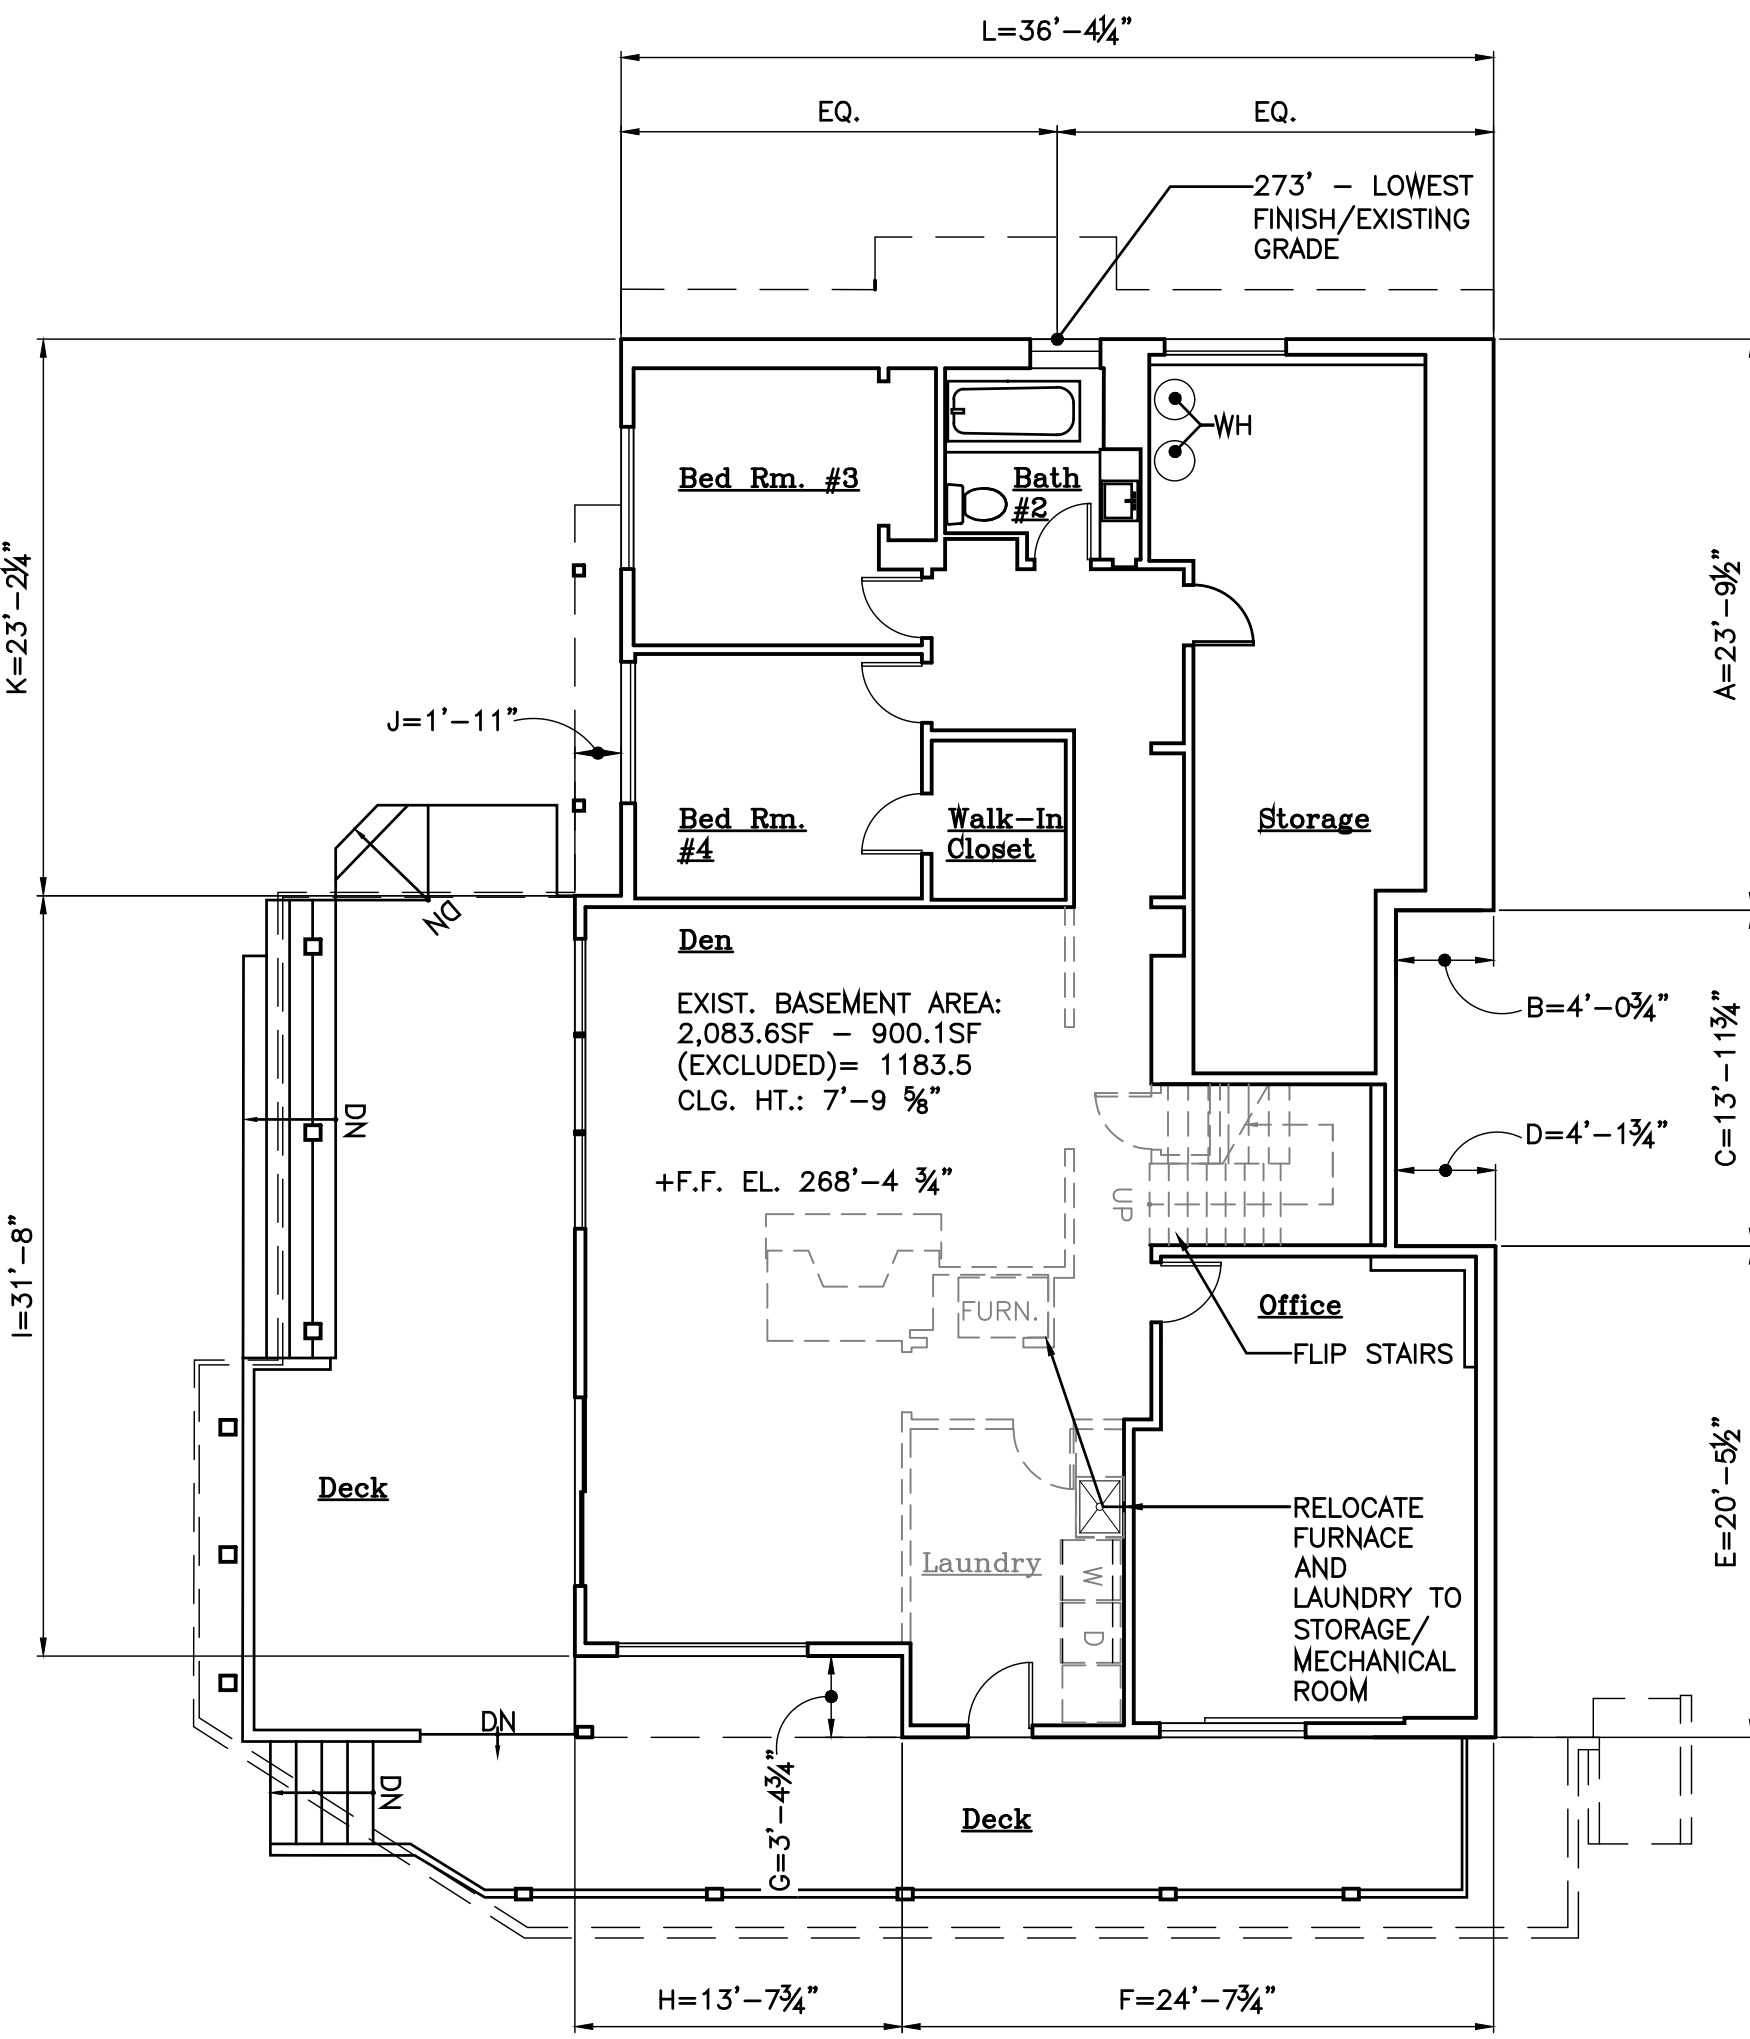 L=36'-4¼"
EQ.
EQ.
273' - LOWEST
FINISH/EXISTING
GRADE
WH
Bed Rm. #3
Bath
#2
K=23'-2¼"
A=23'-9½"
J=1'-11"
Bed Rm.
#4
Walk-In
Closet
Storage
DN
Den
EXIST. BASEMENT AREA:
2,083.6SF - 900.1SF
(EXCLUDED)= 1183.5
CLG. HT.: 7'-9 ⅝"
B=4'-0¾"
C=13'-11¾"
DN
D=4'-1¾"
+F.F. EL. 268'-4 ¾"
UP
I=31'-8"
FURN.
Office
FLIP STAIRS
Deck
E=20'-5½"
RELOCATE
FURNACE
AND
LAUNDRY TO
STORAGE/
MECHANICAL
ROOM
Laundry
W
D
DN
DN
G=3'-4¾"
Deck
H=13'-7¾"
F=24'-7¾"